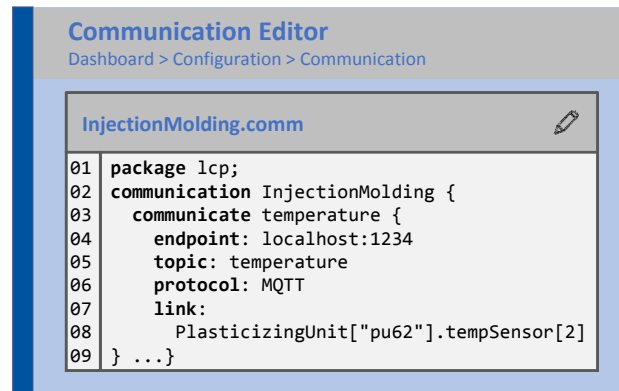 Communication Editor
Dashboard > Configuration > Communication
InjectionMolding.comm
01 package lcp;
02 communication InjectionMolding {
03   communicate temperature {
04     endpoint: localhost:1234
05     topic: temperature
06     protocol: MQTT
07     link:
08       PlasticizingUnit["pu62"].tempSensor[2]
09 } ...}